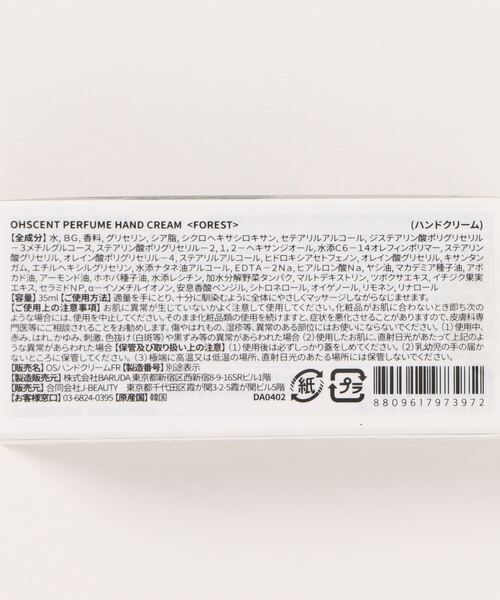 OHSCENT PERFUME HAND CREAM <FOREST> (ハンドクリーム)
【全成分】水, BG, 香料, グリセリン, シア脂, シクロヘキサシロキサン, セテアリルアルコール, ジステアリン酸ポリグリセリル
-3メチルグルコース, ステアリン酸ポリグリセリル-2, 1, 2-ヘキサンジオール, 水添C6-14オレフィンポリマー, ステアリン
酸グリセリル, オレイン酸ポリグリセリル-4, ステアリルアルコール, ヒドロキシアセトフェノン, オレイン酸グリセリル, キサンタン
ガム, エチルヘキシルグリセリン, 水添ナタネ油アルコール, EDTA-2Na, ヒアルロン酸Na, ヤシ油, マカデミア種子油, アボ
カド油, アーモンド油, ホホバ種子油, 水添レシチン, 加水分解野菜タンパク, マルトデキストリン, ツボクサエキス, イチジク果実
エキス, セラミドNP, α-イソメチルイオノン, 安息香酸ベンジル, シトロネロール, オイゲノール, リモネン, リナロール
【容量】35ml【ご使用方法】適量を手にとり、十分に馴染むように全体にやさしくマッサージしながらなじませます。
【ご使用上の注意事項】お肌に異常が生じていないかよく注意して使用してください。化粧品がお肌に合わないとき即ち次の
ような場合には、使用を中止してください。そのまま化粧品類の使用を続けますと、症状を悪化させることがありますので、皮膚科専
門医等にご相談されることをお勧めします。傷やはれもの、湿疹等、異常のある部位にはお使いにならないでください。(1)使用中、
赤み、はれ、かゆみ、刺激、色抜け(白斑等)や黒ずみ等の異常があらわれた場合(2)使用したお肌に、直射日光があたって上記のよ
うな異常があらわれた場合【保管及び取り扱い上の注意】(1)使用後は必ずしっかり蓋をしめてください。(2)乳幼児の手の届か
ないところに保管してください。(3)極端に高温又は低温の場所、直射日光のあたる場所には保管しないでください。
【販売名】OSハンドクリームFR【製造番号】別途表示
【製造販売元】株式会社BARUDA 東京都新宿区西新宿8-9-16SRビル1階
【販売元】合同会社J-BEAUTY 東京都千代田区霞が関3-2-5霞が関ビル5階
【お客様窓口】03-6824-0395【原産国】韓国 DA0402
紙 プラ
8809617973972